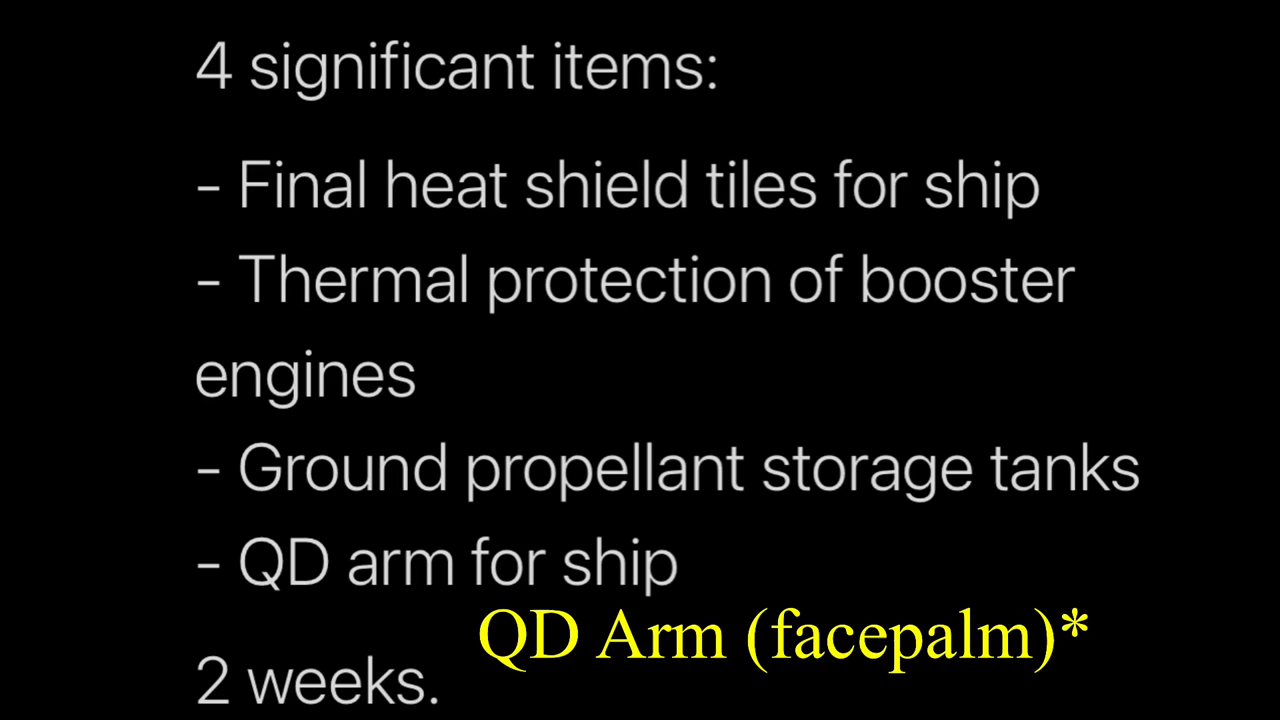 4 significant items:
- Final heat shield tiles for ship
- Thermal protection of booster
engines
- Ground propellant storage tanks
- QD arm for ship
QD Arm (facepalm)*
2 weeks.